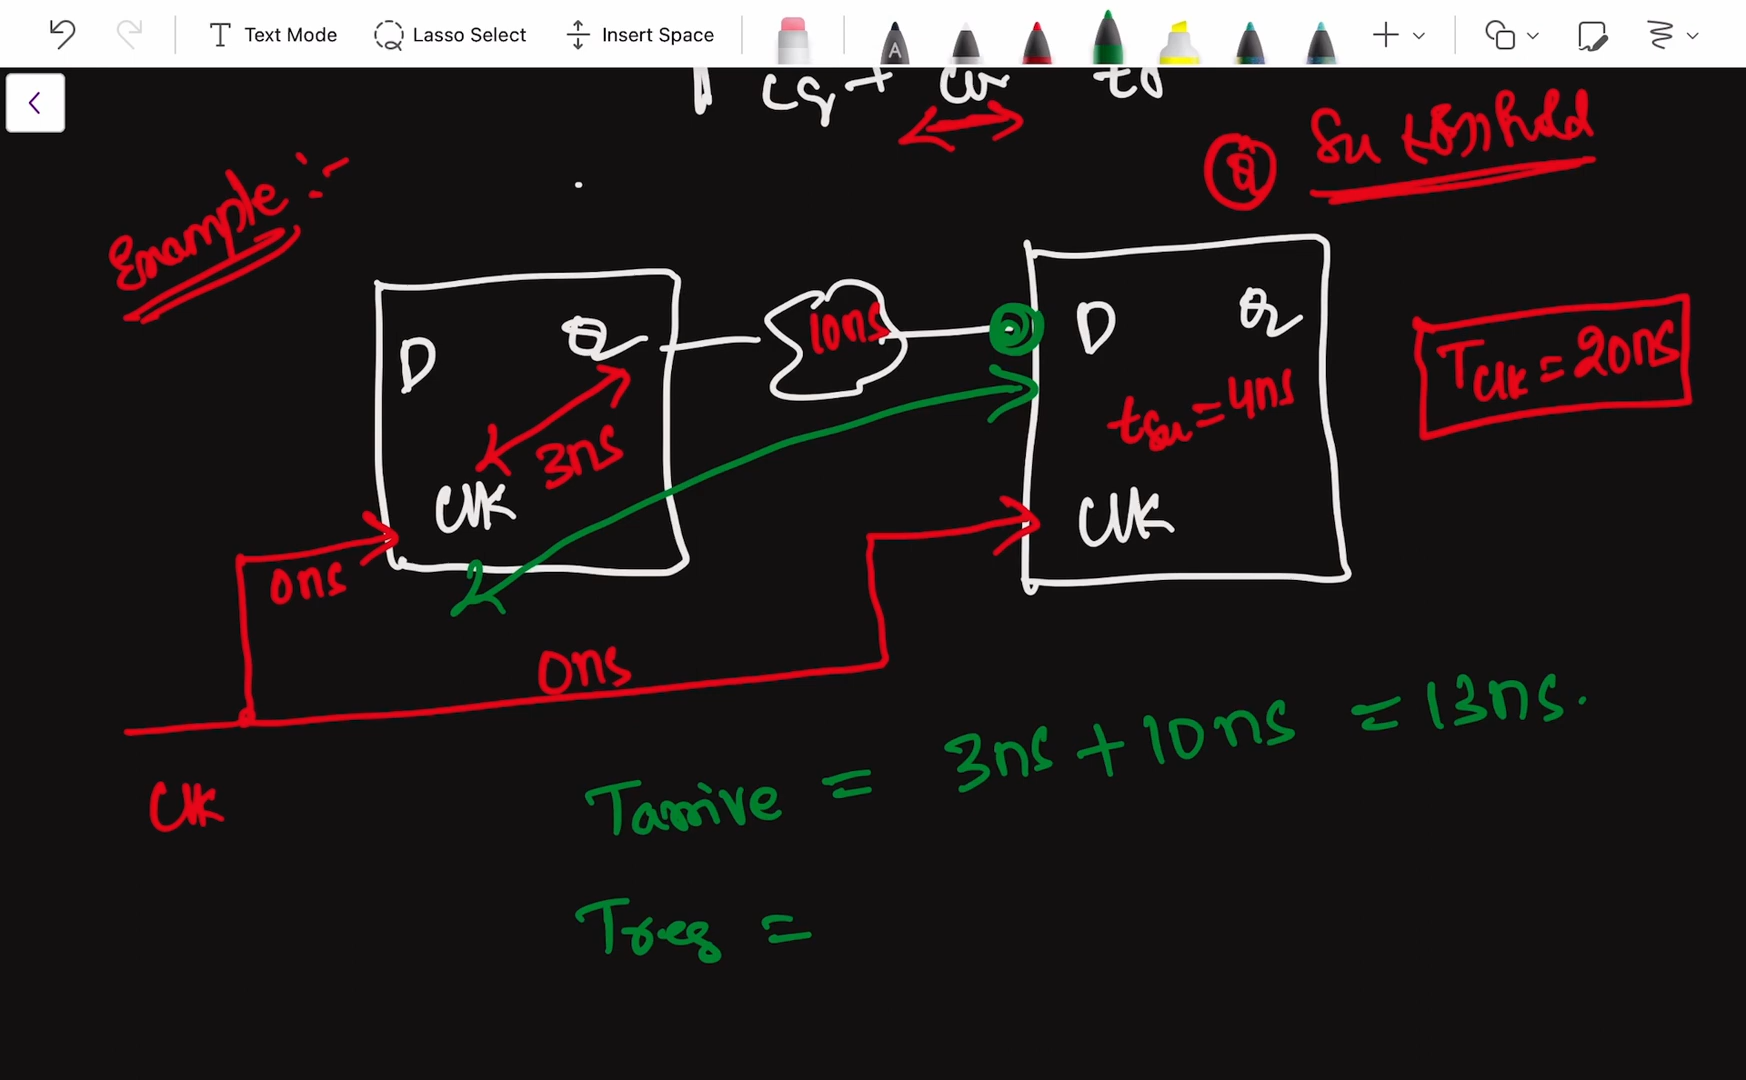 Text Mode
Lasso Select
Insert Space
A
Example :-
D
Q
10ns
D
Q
TClk = 20ns
3ns
tsu = 4ns
Clk
Clk
0ns
0ns
Clk
Tarrive = 3ns + 10ns = 13ns.
Treq =